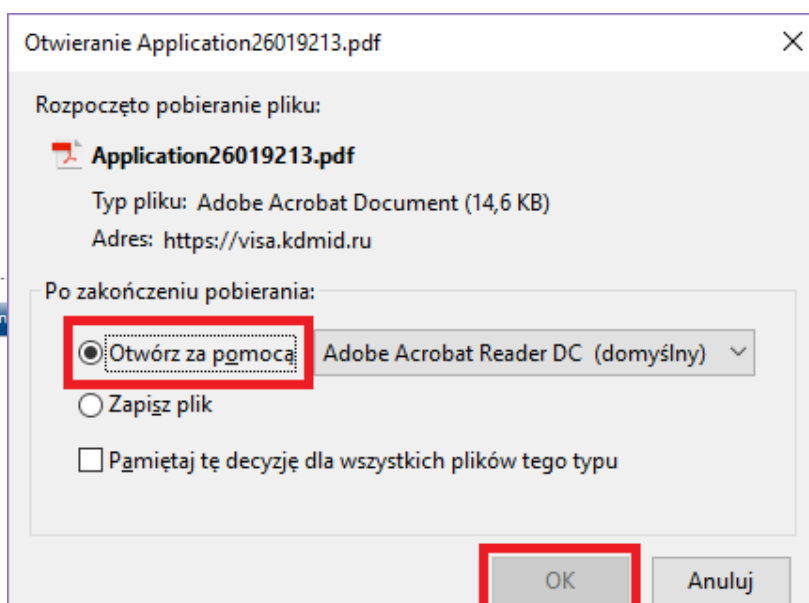 Otwieranie Application26019213.pdf
Rozpoczęto pobieranie pliku:
Application26019213.pdf
Typ pliku: Adobe Acrobat Document (14,6 KB)
Adres: https://visa.kdmid.ru
Po zakończeniu pobierania:
Otwórz za pomocą Adobe Acrobat Reader DC (domyślny)
Zapisz plik
Pamiętaj tę decyzję dla wszystkich plików tego typu
OK Anuluj